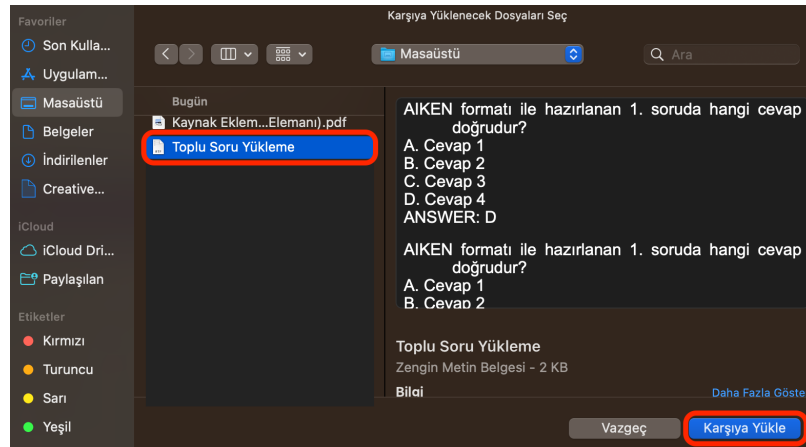 Karşıya Yüklenecek Dosyaları Seç
Favoriler
Son Kulla...
Uygulam...
Masaüstü
Belgeler
İndirilenler
Creative...
iCloud
iCloud Dri...
Paylaşılan
Etiketler
Kırmızı
Turuncu
Sarı
Yeşil
Masaüstü
Ara
Bugün
Kaynak Eklem...Elemanı).pdf
Toplu Soru Yükleme
AIKEN formatı ile hazırlanan 1. soruda hangi cevap
doğrudur?
A. Cevap 1
B. Cevap 2
C. Cevap 3
D. Cevap 4
ANSWER: D
AIKEN formatı ile hazırlanan 1. soruda hangi cevap
doğrudur?
A. Cevap 1
B. Cevap 2
Toplu Soru Yükleme
Zengin Metin Belgesi - 2 KB
Bilgi
Daha Fazla Göste
Vazgeç
Karşıya Yükle